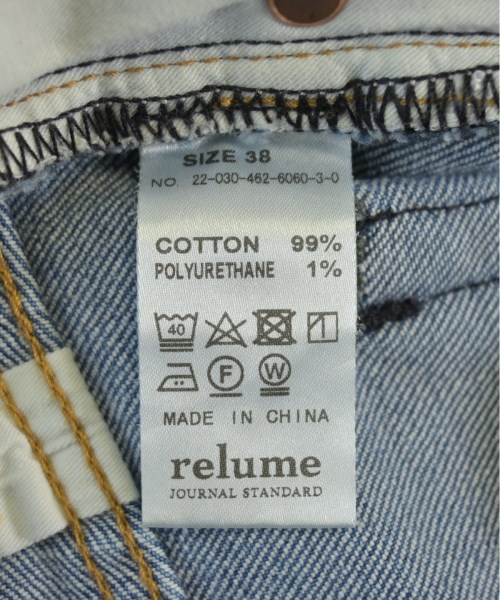 SIZE 38
NO. 22-030-462-6060-3-0
COTTON 99%
POLYURETHANE 1%
40
F W
MADE IN CHINA
relume
JOURNAL STANDARD